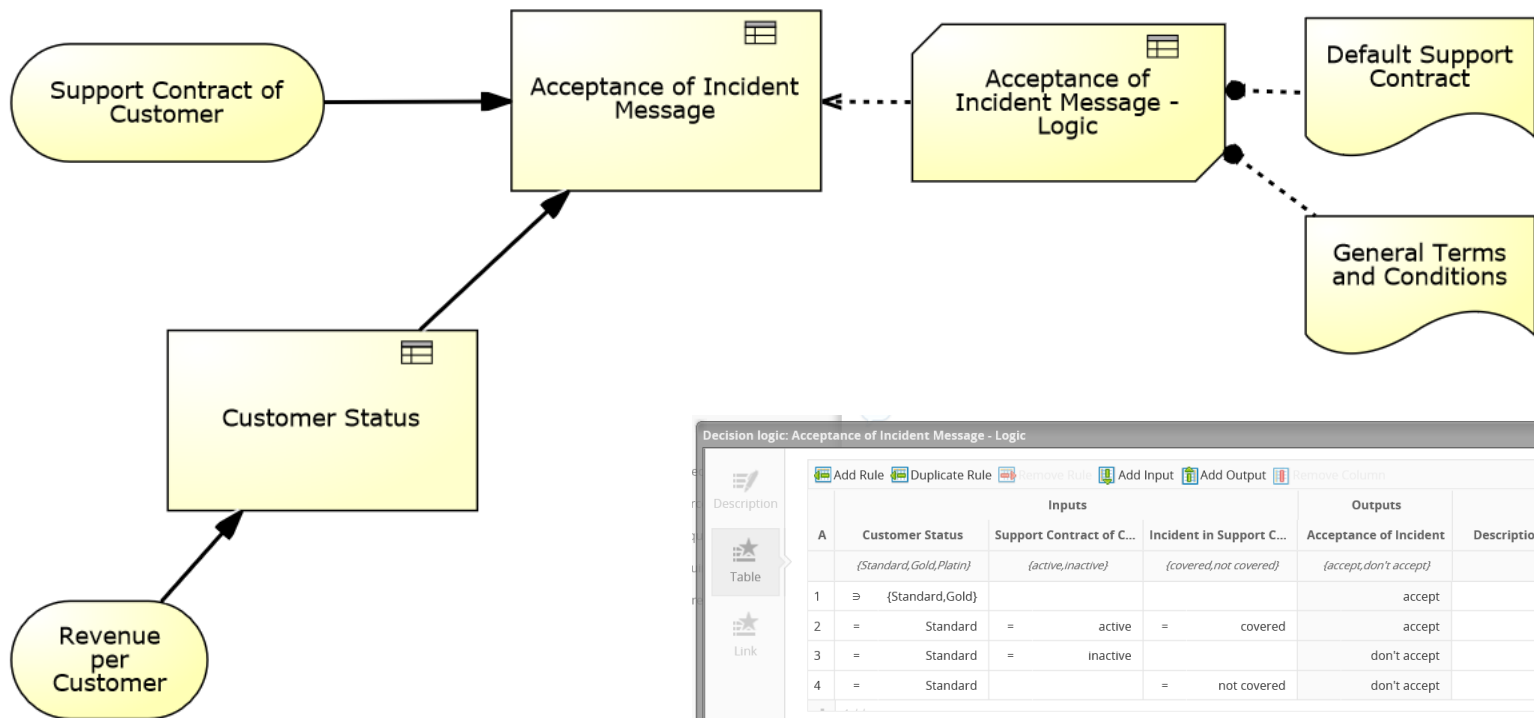 Support Contract of
Customer
Acceptance of Incident
Message
Acceptance of
Incident Message -
Logic
Default Support
Contract
General Terms
and Conditions
Customer Status
Revenue
per
Customer
Decision logic: Acceptance of Incident Message - Logic
Description
Table
Link
Add Rule Duplicate Rule Remove Rule Add Input Add Output Remove Column
Inputs Outputs
A Customer Status Support Contract of C... Incident in Support C... Acceptance of Incident Descriptio
{Standard,Gold,Platin} {active,inactive} {covered,not covered} {accept,don't accept}
1 ∋ {Standard,Gold} accept
2 = Standard = active = covered accept
3 = Standard = inactive don't accept
4 = Standard = not covered don't accept